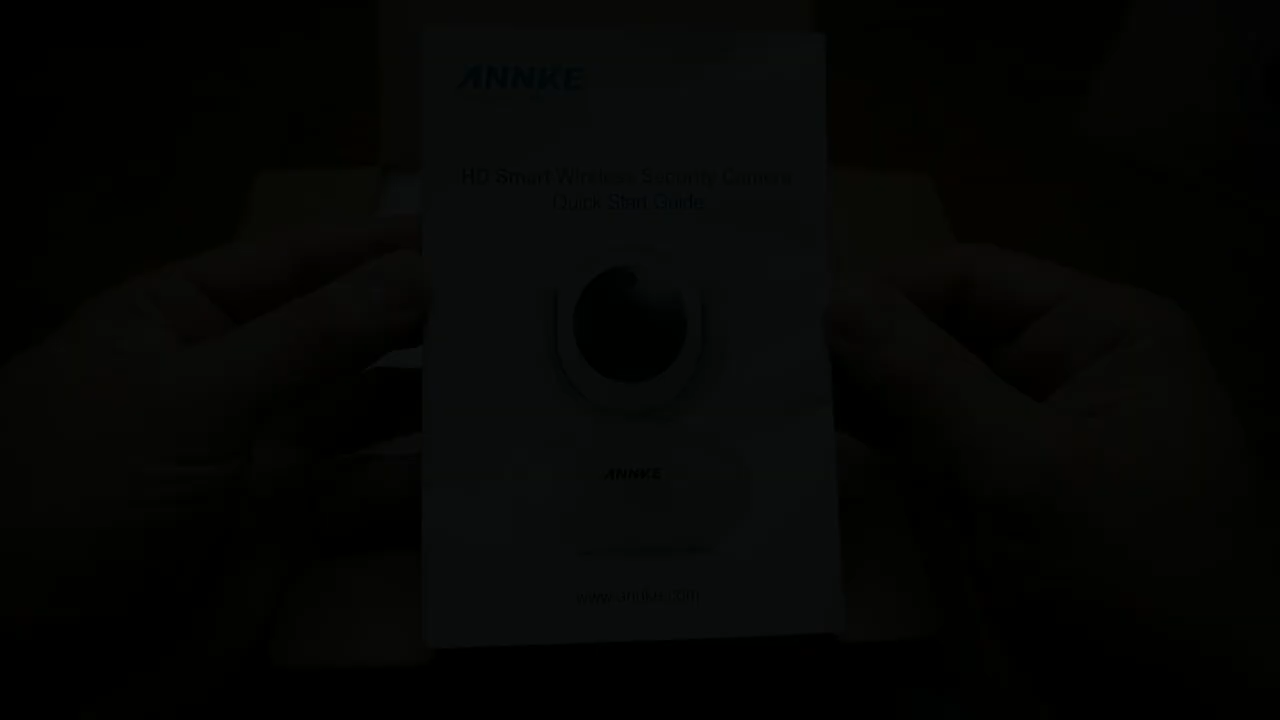 ANNKE
HD Smart Wireless Security Camera
Quick Start Guide
ANNKE
www.annke.com